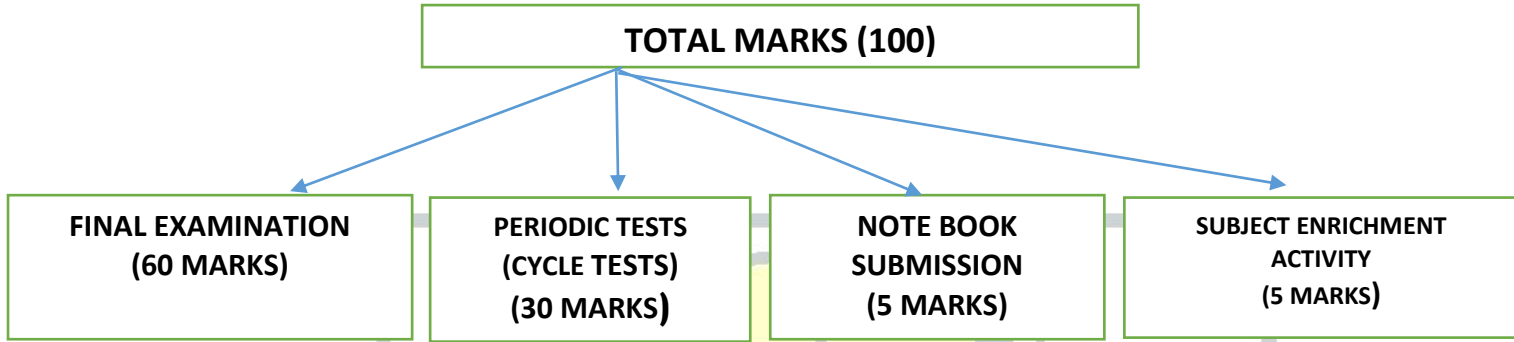 TOTAL MARKS (100)
FINAL EXAMINATION
(60 MARKS)
PERIODIC TESTS
(CYCLE TESTS)
(30 MARKS)
NOTE BOOK
SUBMISSION
(5 MARKS)
SUBJECT ENRICHMENT
ACTIVITY
(5 MARKS)